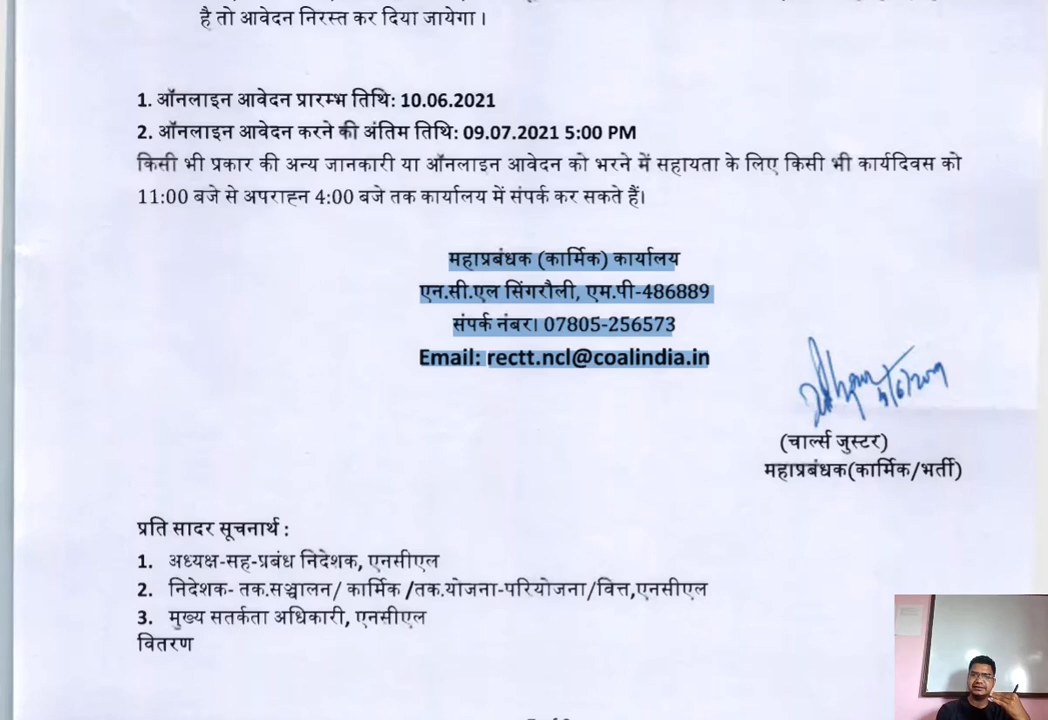 है तो आवेदन निरस्त कर दिया जायेगा।
1. ऑनलाइन आवेदन प्रारम्भ तिथि: 10.06.2021
2. ऑनलाइन आवेदन करने की अंतिम तिथि: 09.07.2021 5:00 PM
किसी भी प्रकार की अन्य जानकारी या ऑनलाइन आवेदन को भरने में सहायता के लिए किसी भी कार्यदिवस को
11:00 बजे से अपराह्न 4:00 बजे तक कार्यालय में संपर्क कर सकते हैं।
महाप्रबंधक (कार्मिक) कार्यालय
एन.सी.एल सिंगरौली, एम.पी-486889
संपर्क नंबर। 07805-256573
Email: rectt.ncl@coalindia.in
(चार्ल्स जुस्टर)
महाप्रबंधक(कार्मिक/भर्ती)
प्रति सादर सूचनार्थ :
1. अध्यक्ष-सह-प्रबंध निदेशक, एनसीएल
2. निदेशक- तक.सञ्चालन/ कार्मिक /तक.योजना-परियोजना/वित्त,एनसीएल
3. मुख्य सतर्कता अधिकारी, एनसीएल
वितरण